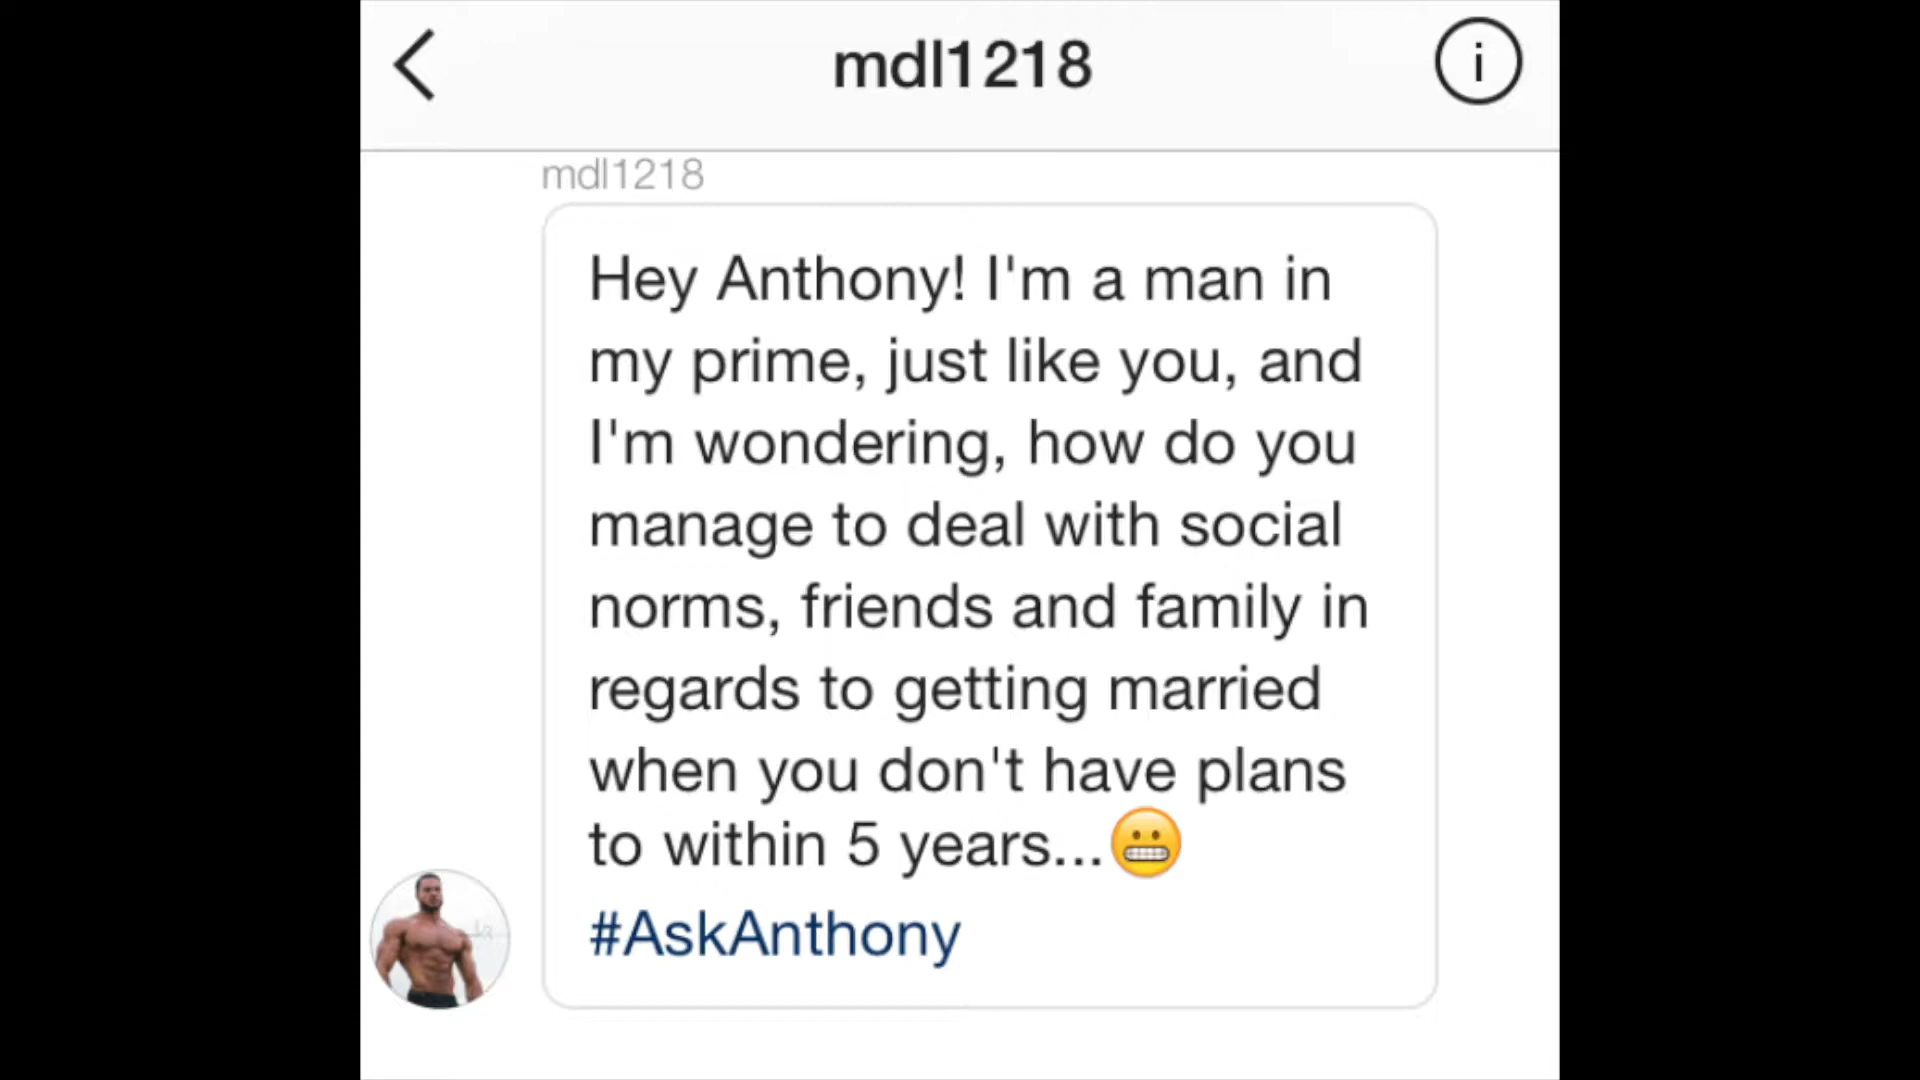 mdl1218
mdl1218
Hey Anthony! I'm a man in
my prime, just like you, and
I'm wondering, how do you
manage to deal with social
norms, friends and family in
regards to getting married
when you don't have plans
to within 5 years...😬
#AskAnthony